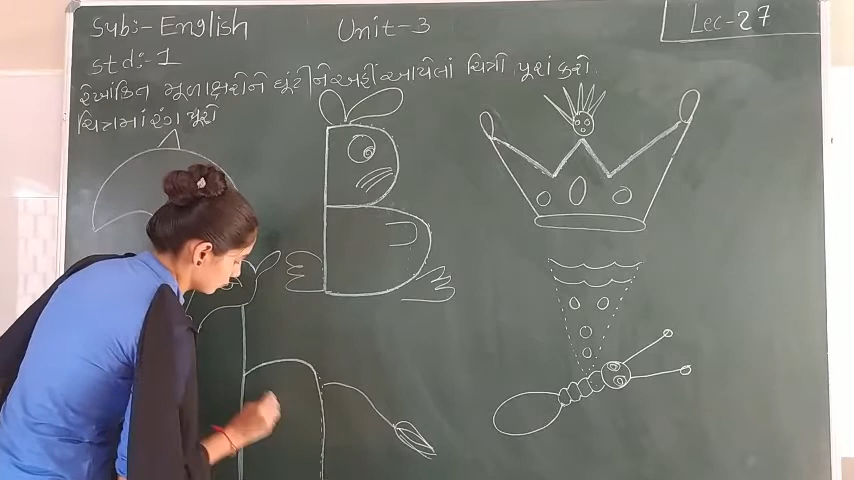 Sub:- English
Unit-3
Lec-27
std:-1
રેખાંકિત મૂળાક્ષરોને ઘૂંટીને અહીં આપેલાં ચિત્રો પૂરાં કરો.
ચિત્રમાં રંગ પૂરો